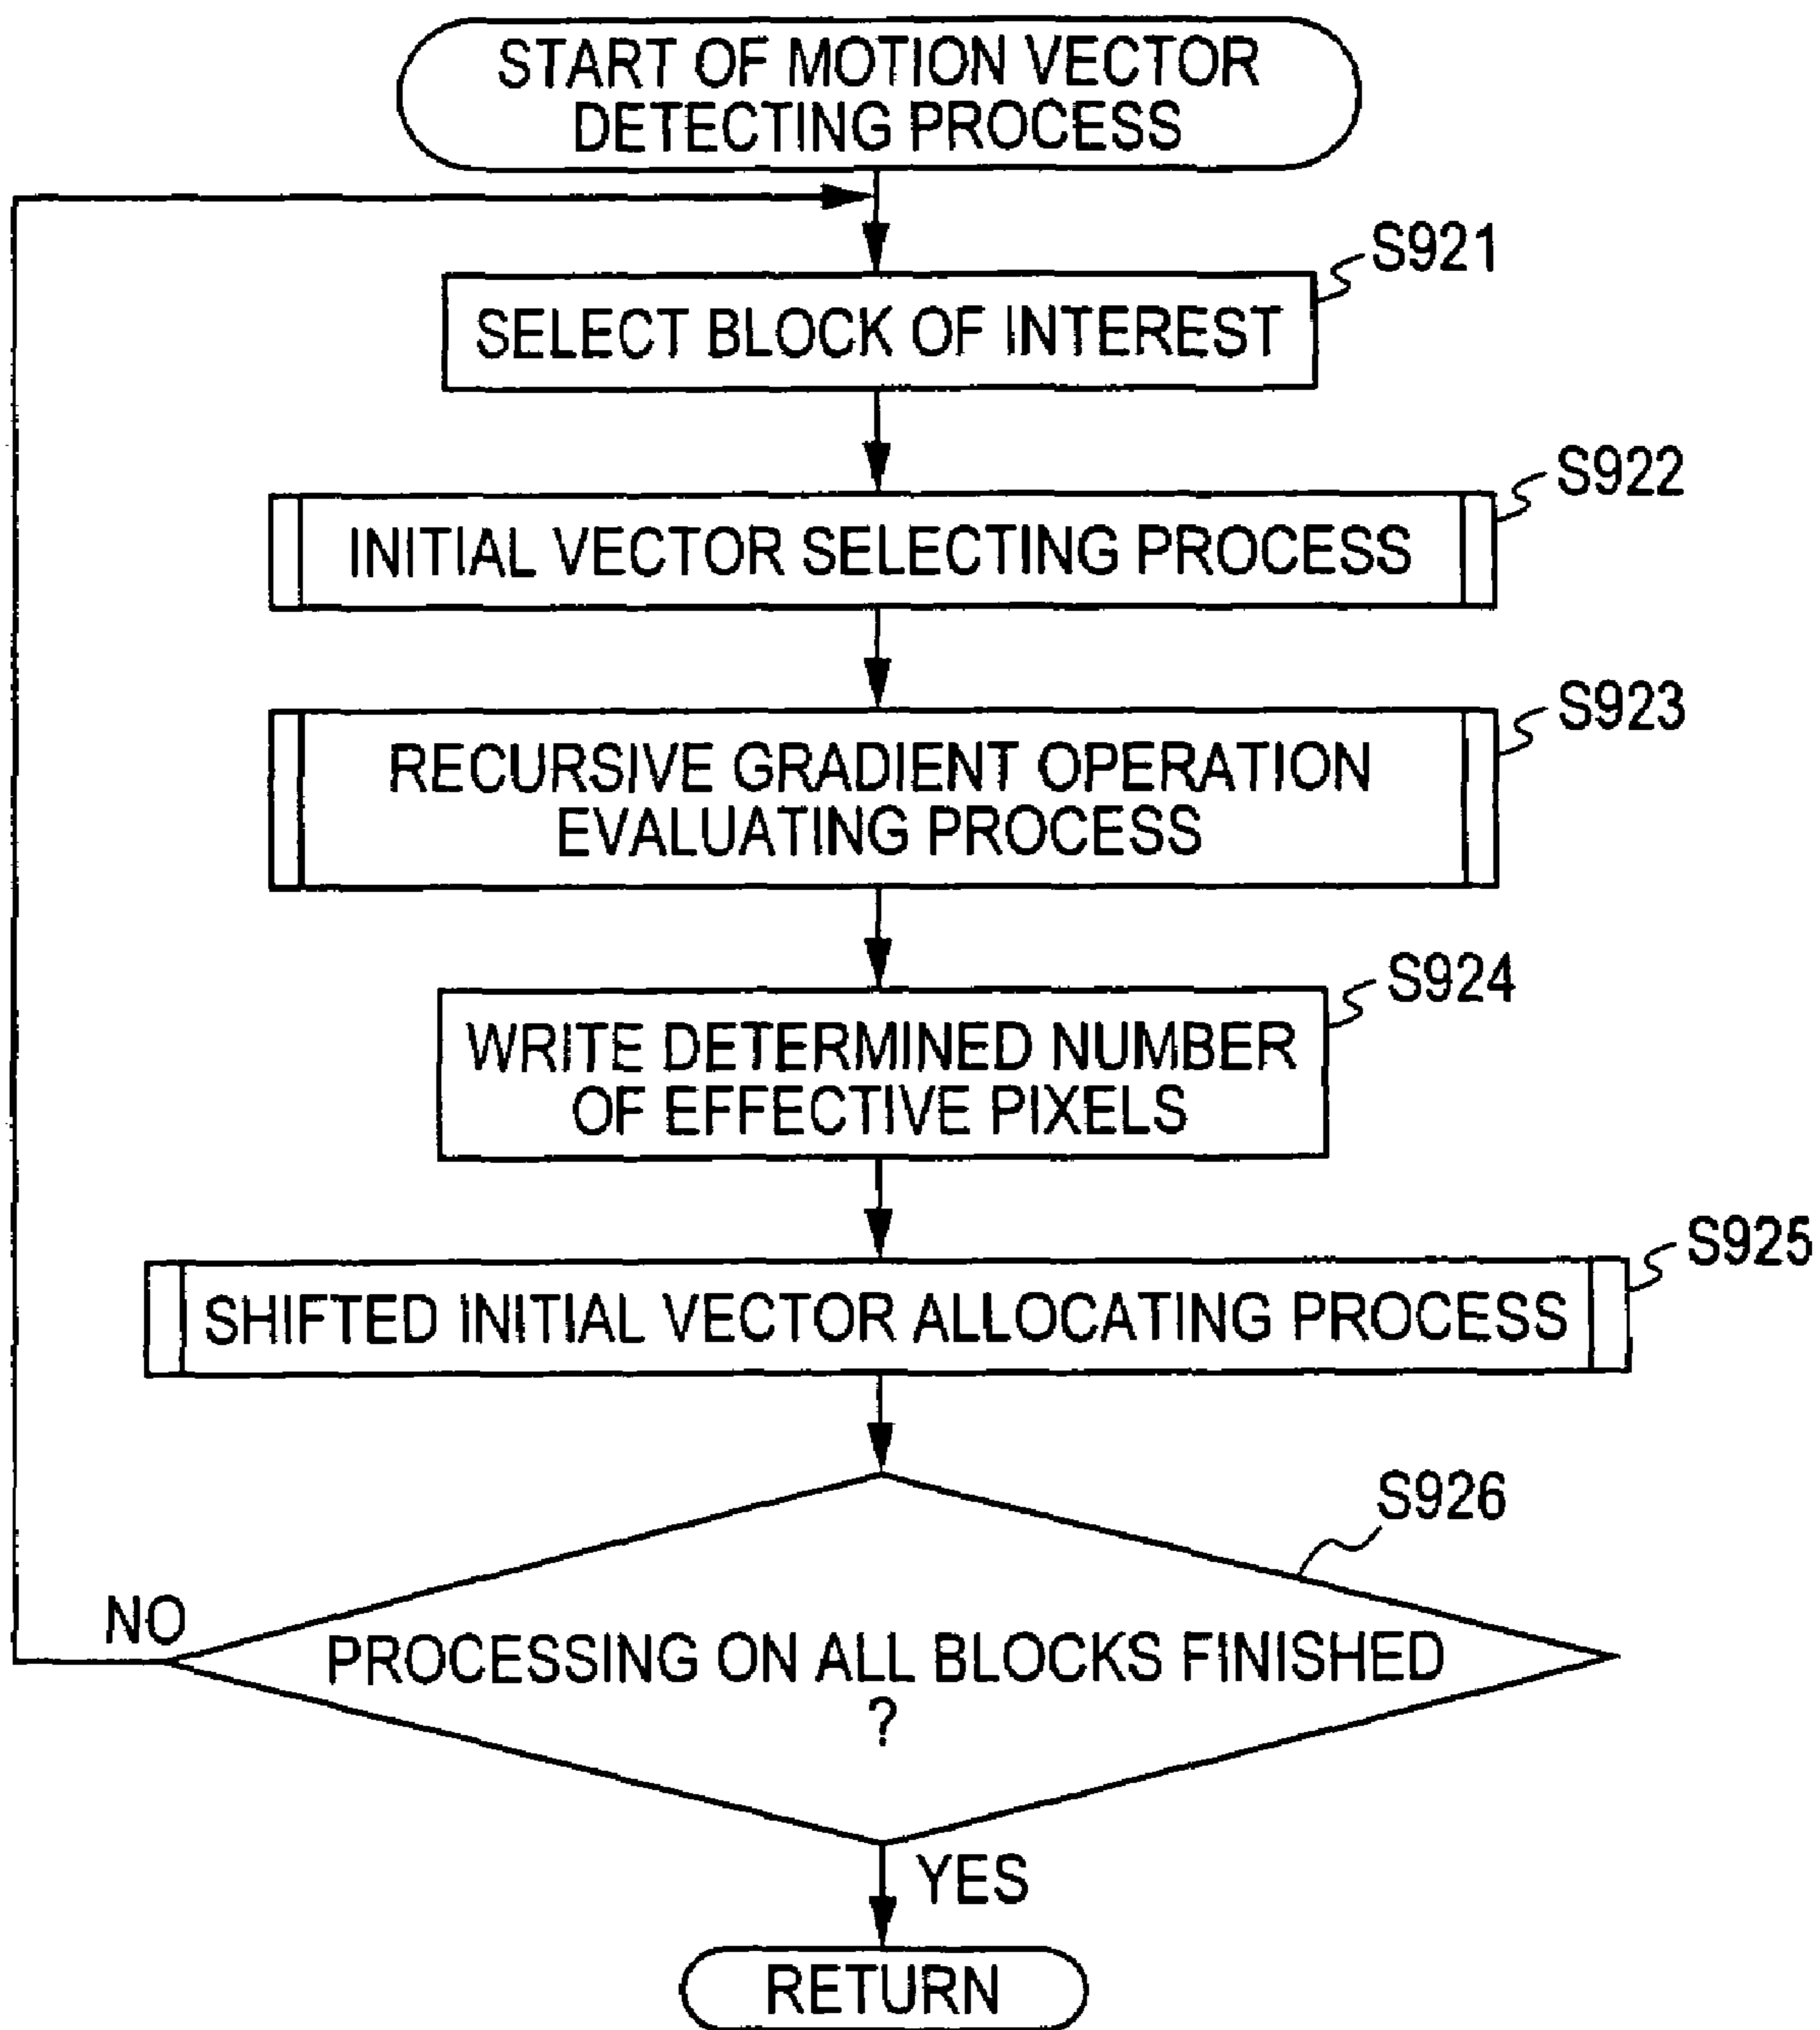 START OF MOTION VECTOR
DETECTING PROCESS
S921
SELECT BLOCK OF INTEREST
S922
INITIAL VECTOR SELECTING PROCESS
S923
RECURSIVE GRADIENT OPERATION
EVALUATING PROCESS
S924
WRITE DETERMINED NUMBER
OF EFFECTIVE PIXELS
S925
SHIFTED INITIAL VECTOR ALLOCATING PROCESS
S926
NO
PROCESSING ON ALL BLOCKS FINISHED
?
YES
RETURN